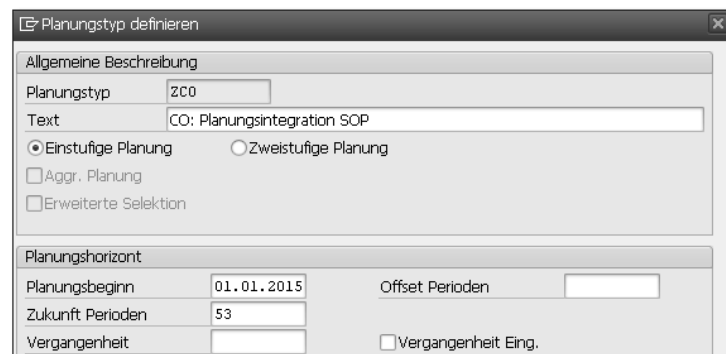 Planungstyp definieren
Allgemeine Beschreibung
Planungstyp ZCO
Text CO: Planungsintegration SOP
Einstufige Planung Zweistufige Planung
Aggr. Planung
Erweiterte Selektion
Planungshorizont
Planungsbeginn 01.01.2015 Offset Perioden
Zukunft Perioden 53
Vergangenheit Vergangenheit Eing.